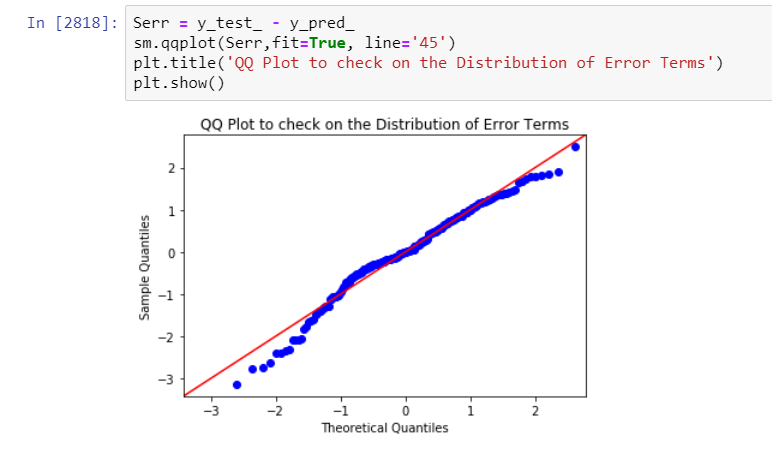 In [2818]: Serr = y_test_ - y_pred_
sm.qqplot(Serr,fit=True, line='45')
plt.title('QQ Plot to check on the Distribution of Error Terms')
plt.show()
QQ Plot to check on the Distribution of Error Terms
2
1
0
−1
−2
−3
Sample Quantiles
−3 −2 −1 0 1 2
Theoretical Quantiles